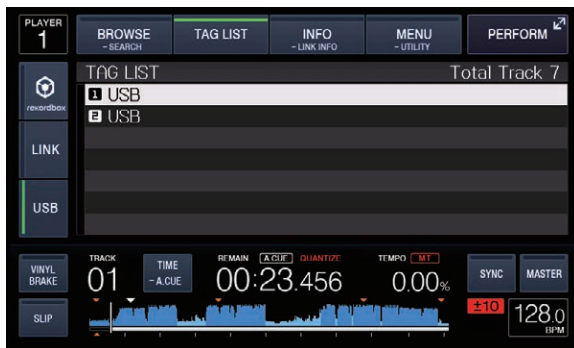 PLAYER
1
BROWSE
- SEARCH
TAG LIST
INFO
- LINK INFO
MENU
- UTILITY
PERFORM
rekordbox
LINK
USB
TAG LIST Total Track 7
1 USB
2 USB
VINYL
BRAKE
SLIP
TRACK
01
TIME
- A.CUE
REMAIN A CUE QUANTIZE
00:23.456
TEMPO MT
0.00%
SYNC
MASTER
±10
128.0
BPM